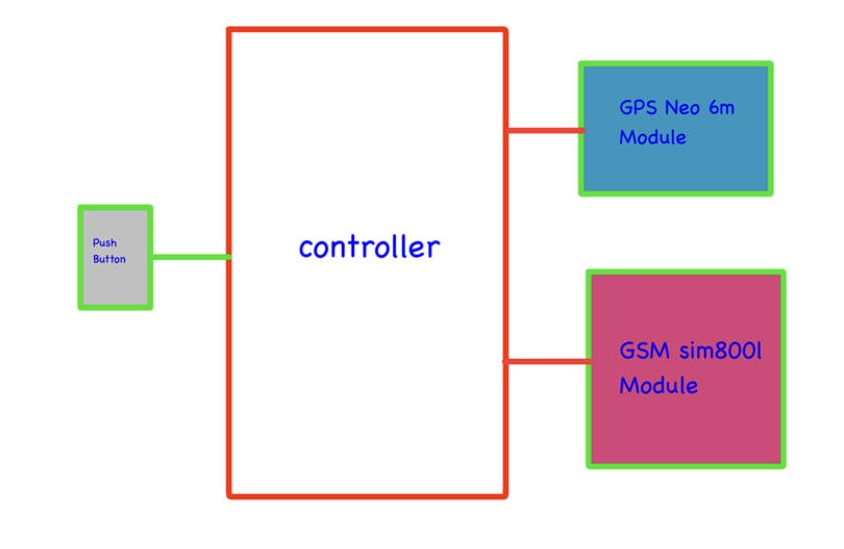 GPS Neo 6m
Module
Push
Button
controller
GSM sim800l
Module